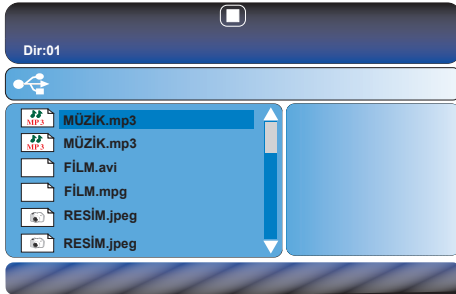 Dir:01
MP3 MÜZİK.mp3
MP3 MÜZİK.mp3
FİLM.avi
FİLM.mpg
RESİM.jpeg
RESİM.jpeg